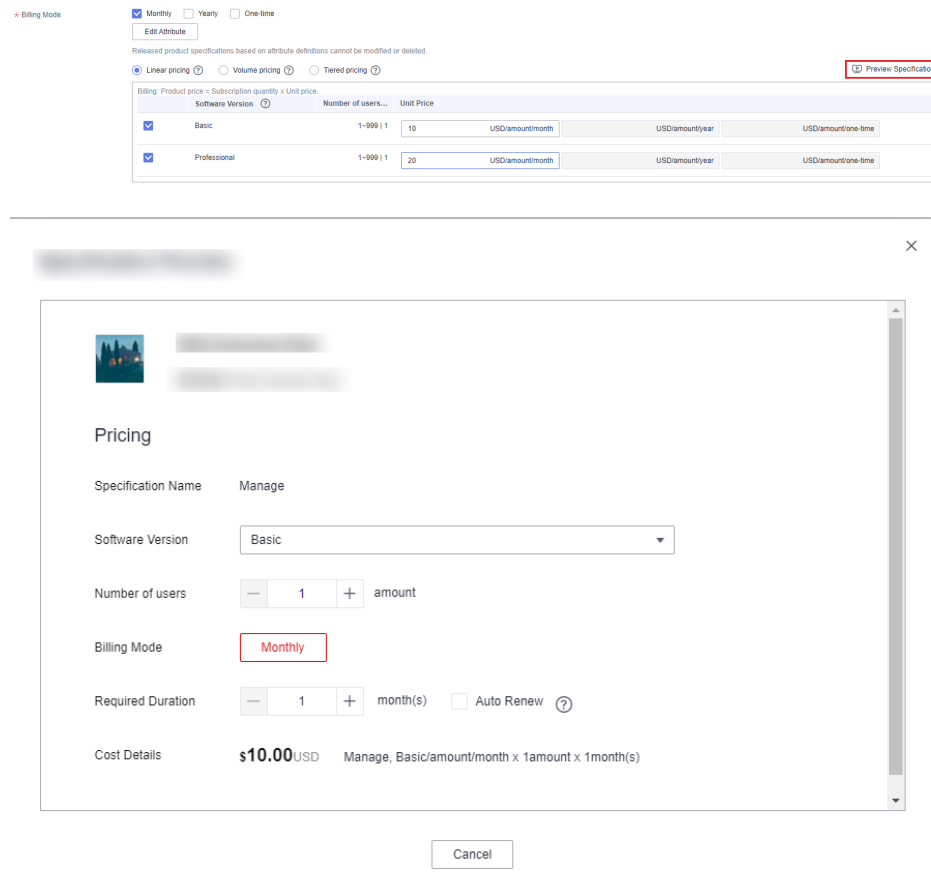 * Billing Mode Monthly Yearly One-time
Edit Attribute
Released product specifications based on attribute definitions cannot be modified or deleted.
Linear pricing ? Volume pricing ? Tiered pricing ?
Preview Specification
Billing: Product price = Subscription quantity x Unit price.
Software Version ? Number of users... Unit Price
Basic 1~999 | 1 10 USD/amount/month USD/amount/year USD/amount/one-time
Professional 1~999 | 1 20 USD/amount/month USD/amount/year USD/amount/one-time
Pricing
Specification Name Manage
Software Version Basic
Number of users 1 amount
Billing Mode Monthly
Required Duration 1 month(s) Auto Renew ?
Cost Details $10.00USD Manage, Basic/amount/month x 1amount x 1month(s)
Cancel